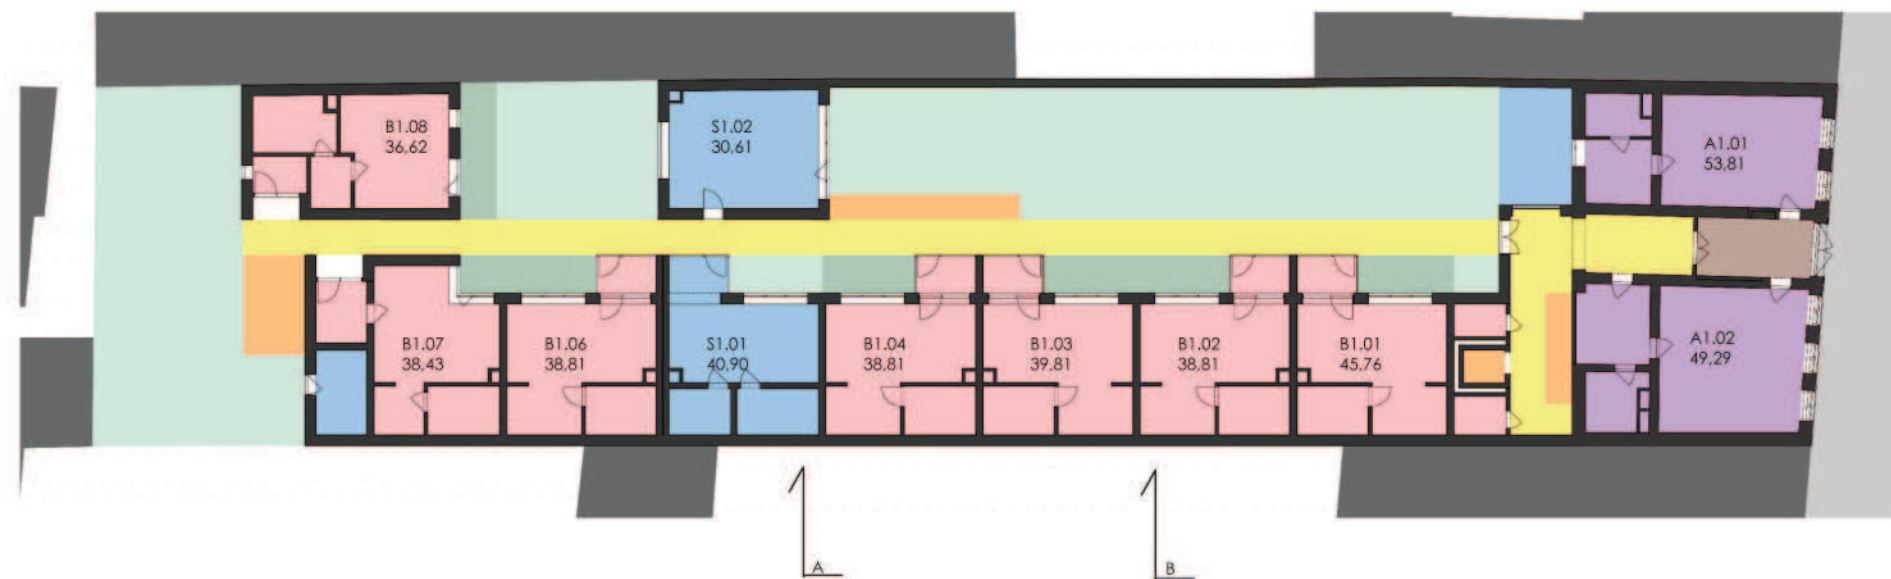 B1.08
36,62
S1.02
30,61
A1.01
53,81
B1.07
38,43
B1.06
38,81
S1.01
40,90
B1.04
38,81
B1.03
39,81
B1.02
38,81
B1.01
45,76
A1.02
49,29
A
B